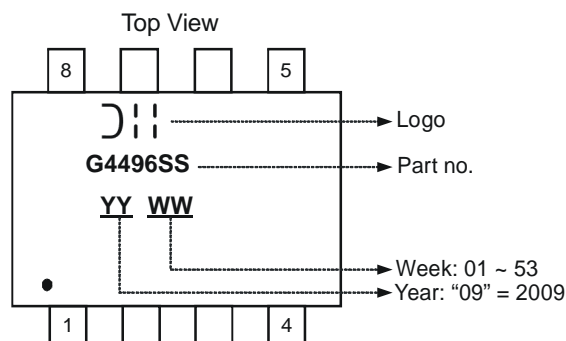 Top View
8 5
Logo
G4496SS Part no.
YY WW
Week: 01 ~ 53
Year: “09” = 2009
1 4